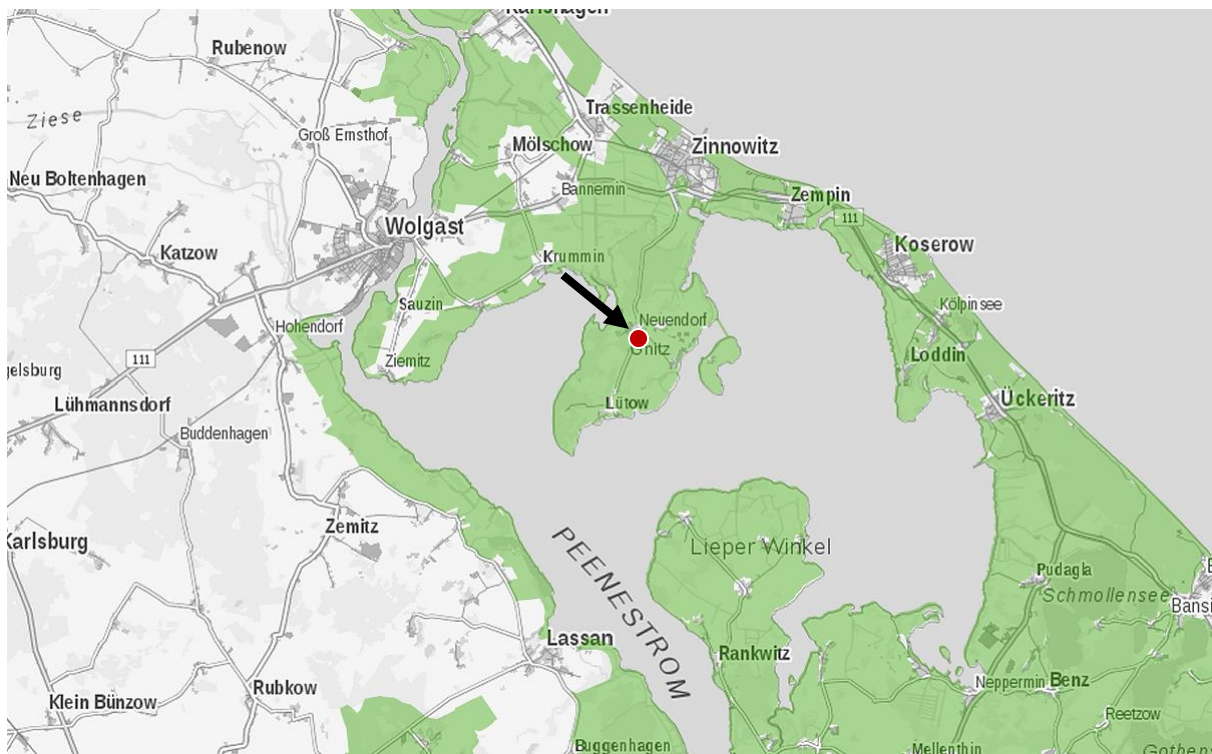 Karlshagen
Rubenow
Trassenheide
Ziese
Groß Ernsthof
Mölschow
Zinnowitz
Neu Boltenhagen
Bannemin
Zempin
111
Wolgast
Koserow
Katzow
Krummin
Sauzin
Kölpinsee
Hohendorf
Neuendorf
111
Ziemitz
Loddin
gelsburg
Lühmannsdorf
Lütow
Ückeritz
Buddenhagen
Zemitz
Karlsburg
PEENESTROM
Lieper Winkel
Pudagla
Schmollensee
Bansi
Lassan
Rankwitz
Neppermin
Benz
Rubkow
Klein Bünzow
Reetzow
Buggenhagen
Mellenthin
Gothens